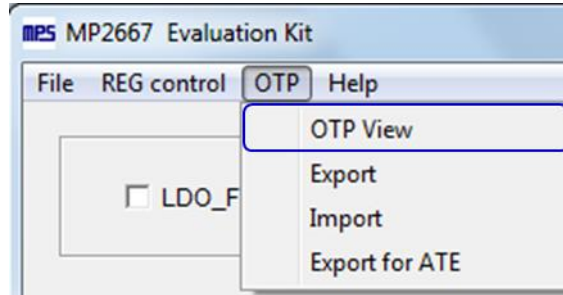 mps MP2667 Evaluation Kit
File REG control OTP Help
OTP View
LDO_F
Export
Import
Export for ATE